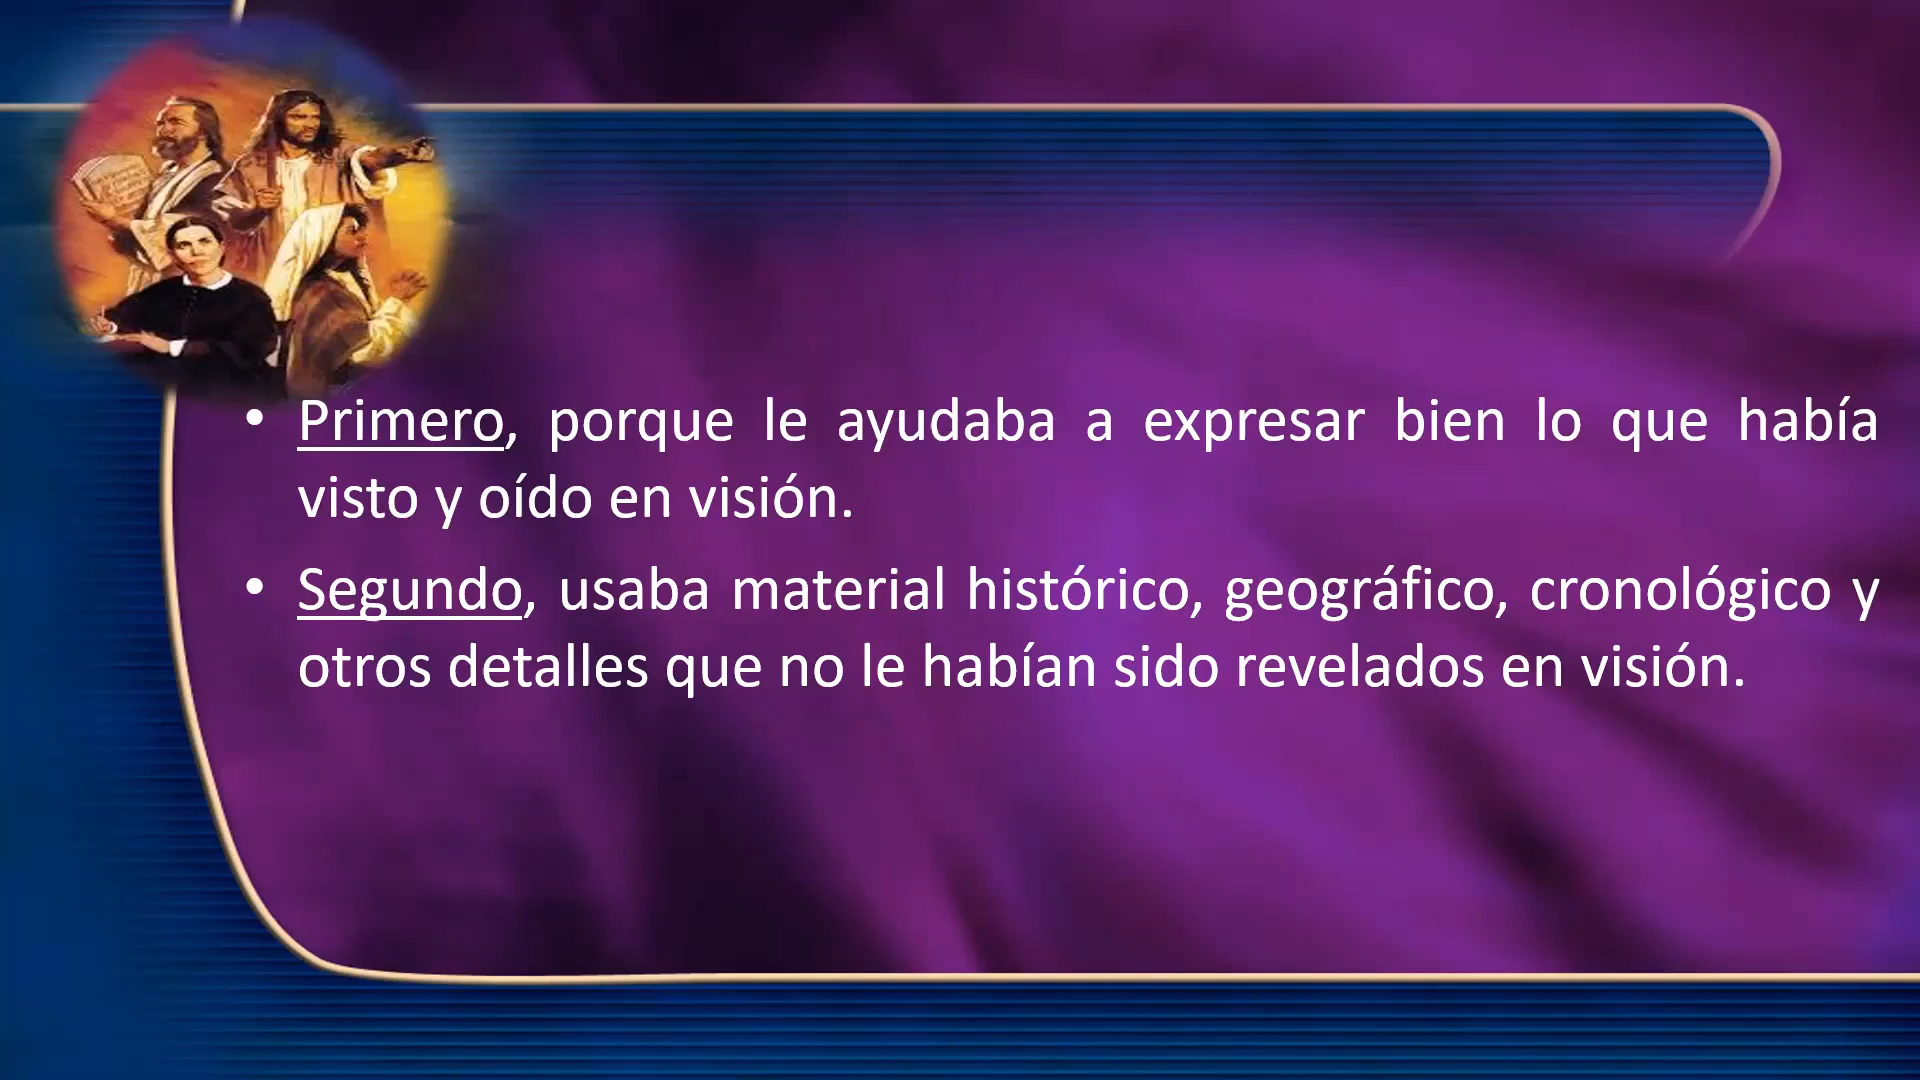 • Primero, porque le ayudaba a expresar bien lo que había
visto y oído en visión.
• Segundo, usaba material histórico, geográfico, cronológico y
otros detalles que no le habían sido revelados en visión.